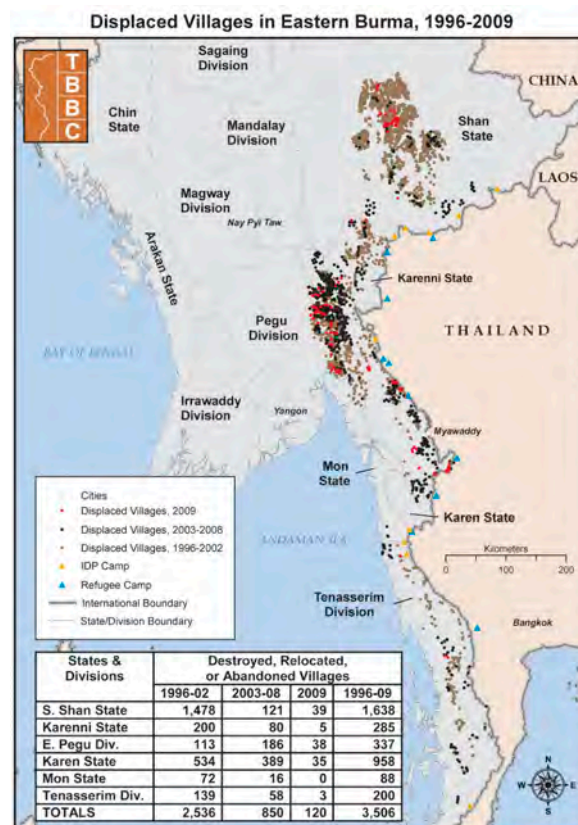 Displaced Villages in Eastern Burma, 1996-2009
T
B
B
C
Sagaing
Division
CHINA
Chin
State
Mandalay
Division
Shan
State
LAOS
Magway
Division
Nay Pyi Taw
Arakan State
Karenni State
THAILAND
Pegu
Division
BAY OF BENGAL
Irrawaddy
Division
Yangon
Myawaddy
Mon
State
Karen State
ANDAMAN SEA
Cities
Displaced Villages, 2009
Displaced Villages, 2003-2008
Displaced Villages, 1996-2002
IDP Camp
Refugee Camp
International Boundary
State/Division Boundary
Kilometers
0 100 200
Tenasserim
Division
Bangkok
N
W E
S
States & Divisions Destroyed, Relocated, or Abandoned Villages
1996-02 2003-08 2009 1996-09
S. Shan State 1,478 121 39 1,638
Karenni State 200 80 5 285
E. Pegu Div. 113 186 38 337
Karen State 534 389 35 958
Mon State 72 16 0 88
Tenasserim Div. 139 58 3 200
TOTALS 2,536 850 120 3,506